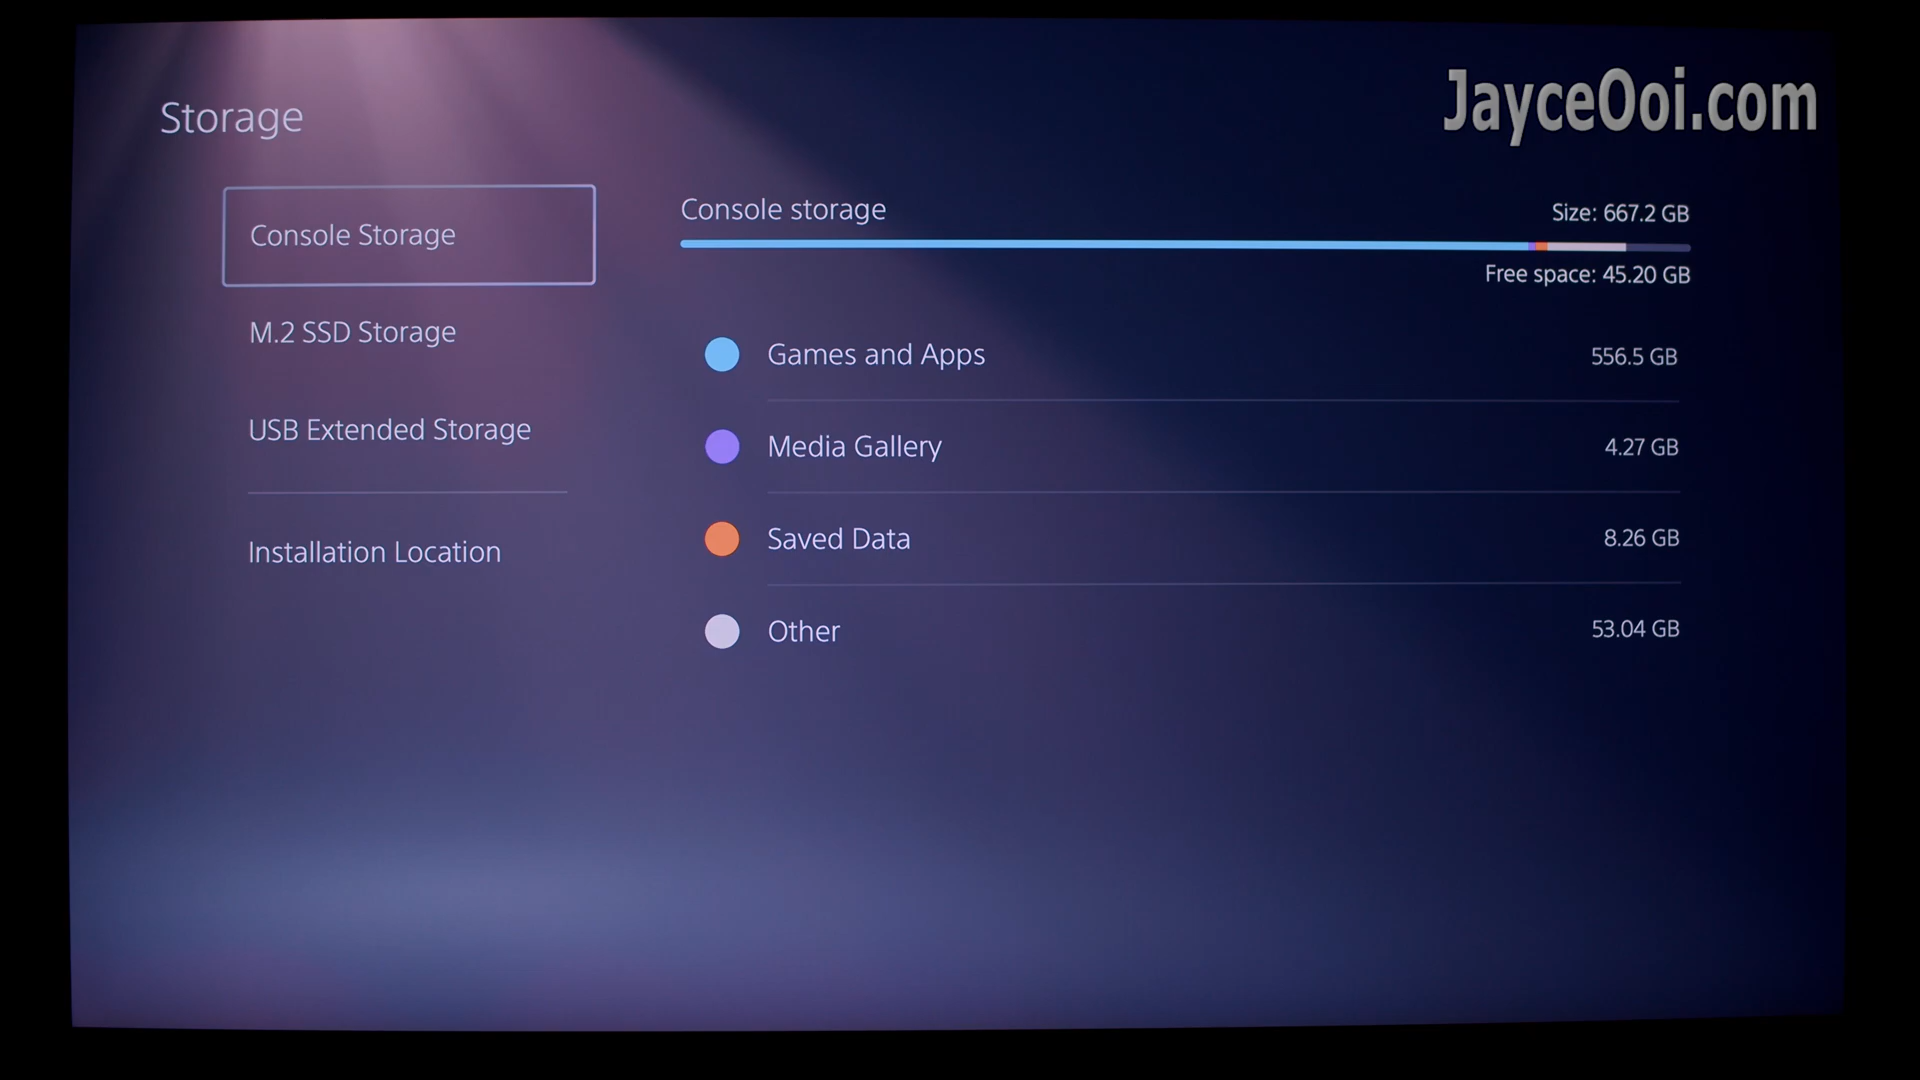 JayceOoi.com
Storage
Console Storage
M.2 SSD Storage
USB Extended Storage
Installation Location
Console storage
Size: 667.2 GB
Free space: 45.20 GB
Games and Apps 556.5 GB
Media Gallery 4.27 GB
Saved Data 8.26 GB
Other 53.04 GB